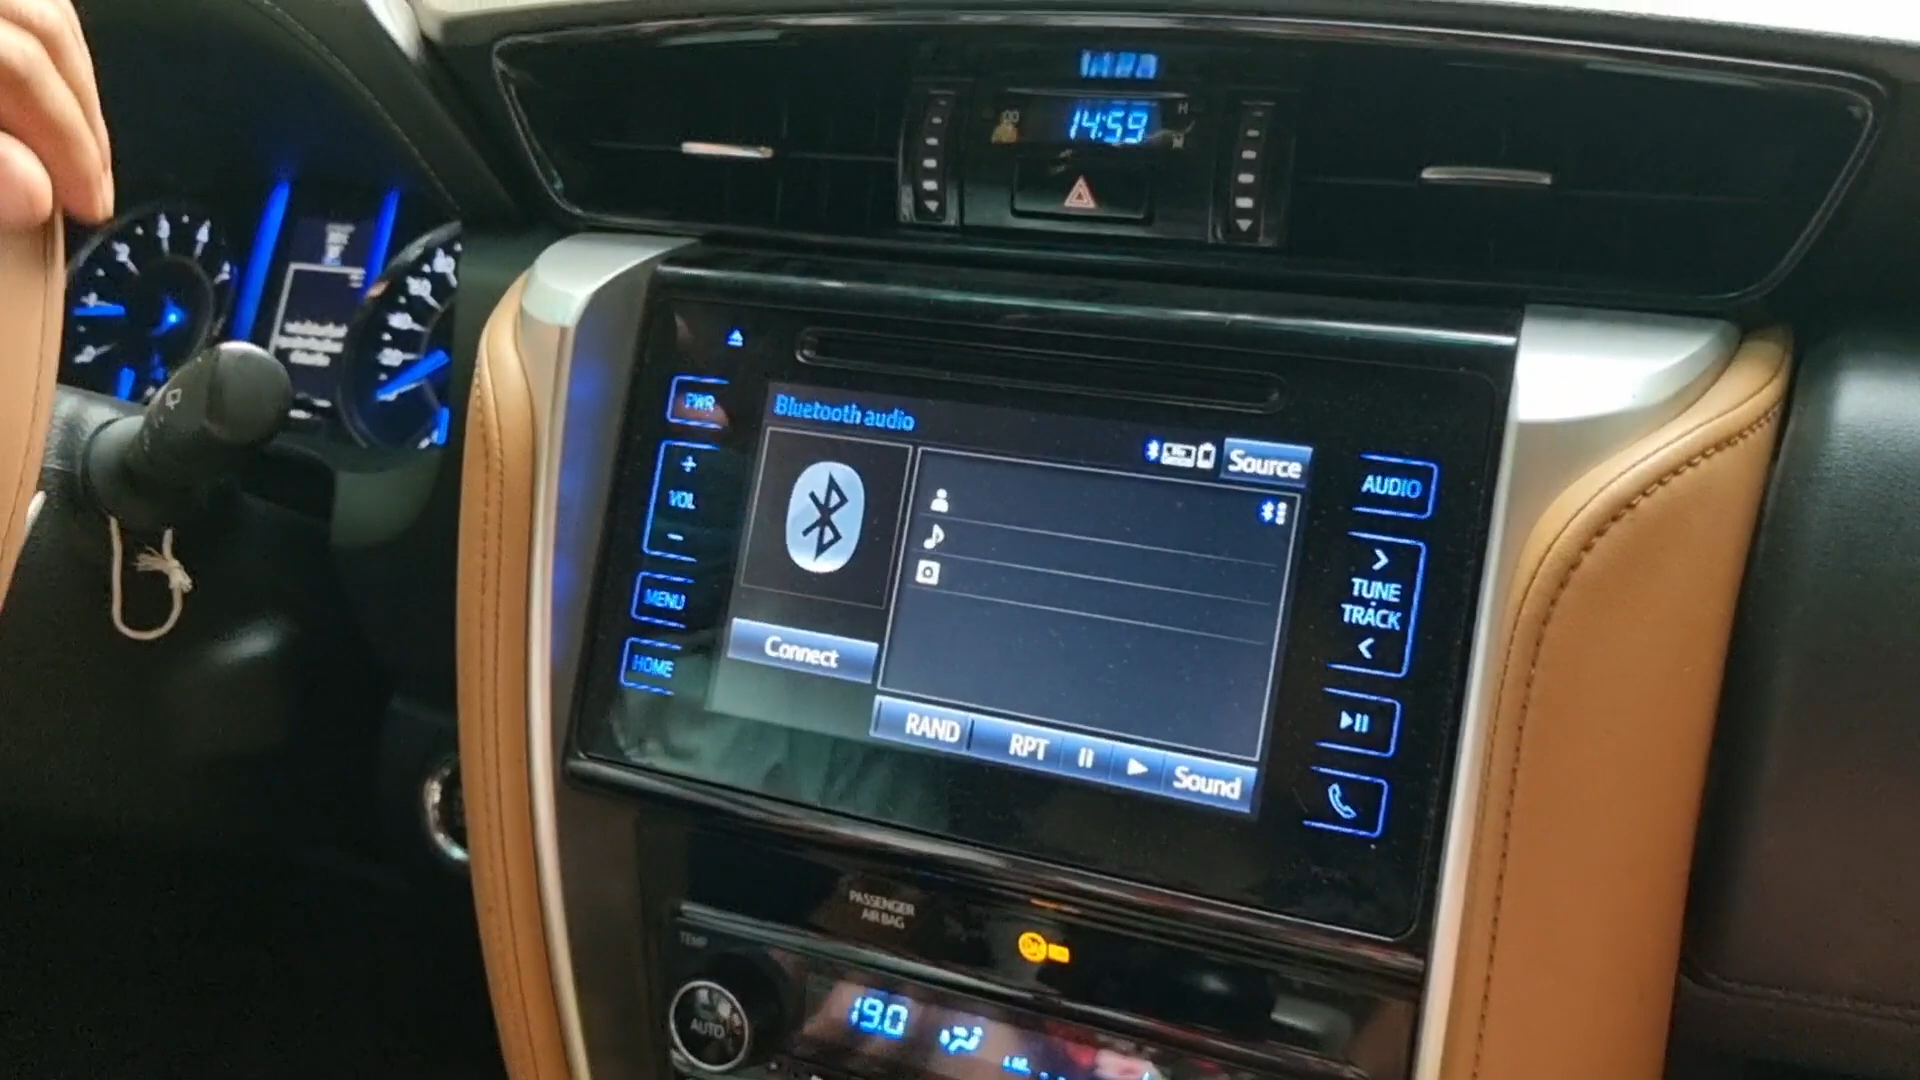 14:59
H
M
PWR
Bluetooth audio
Source
AUDIO
+
VOL
-
TUNE
TRACK
MENU
Connect
HOME
RAND
RPT
Sound
PASSENGER
AIR BAG
TEMP
AUTO
19.0